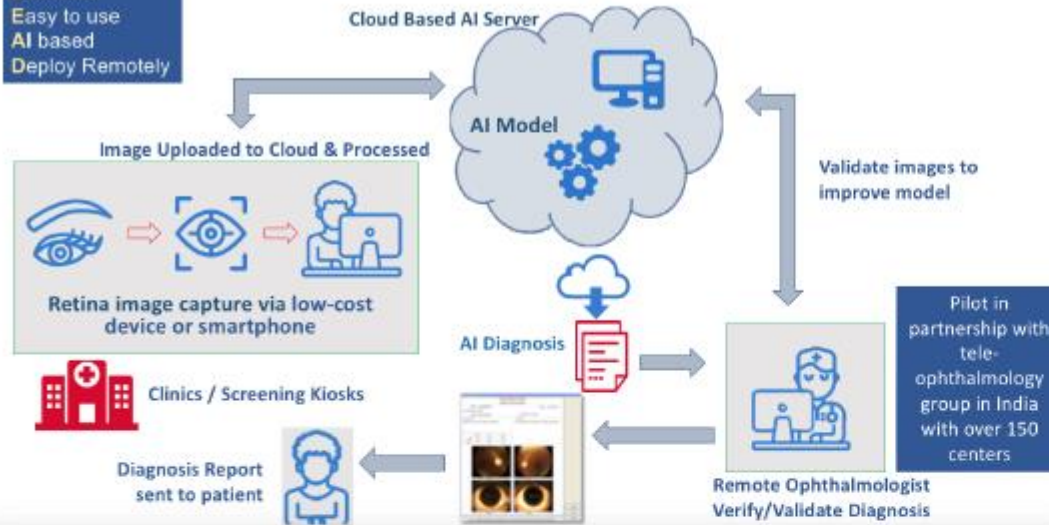 Easy to use
AI based
Deploy Remotely
Cloud Based AI Server
AI Model
Image Uploaded to Cloud & Processed
Retina image capture via low-cost
device or smartphone
Clinics / Screening Kiosks
Validate images to
improve model
AI Diagnosis
Pilot in
partnership with
tele-
ophthalmology
group in India
with over 150
centers
Remote Ophthalmologist
Verify/Validate Diagnosis
Diagnosis Report
sent to patient